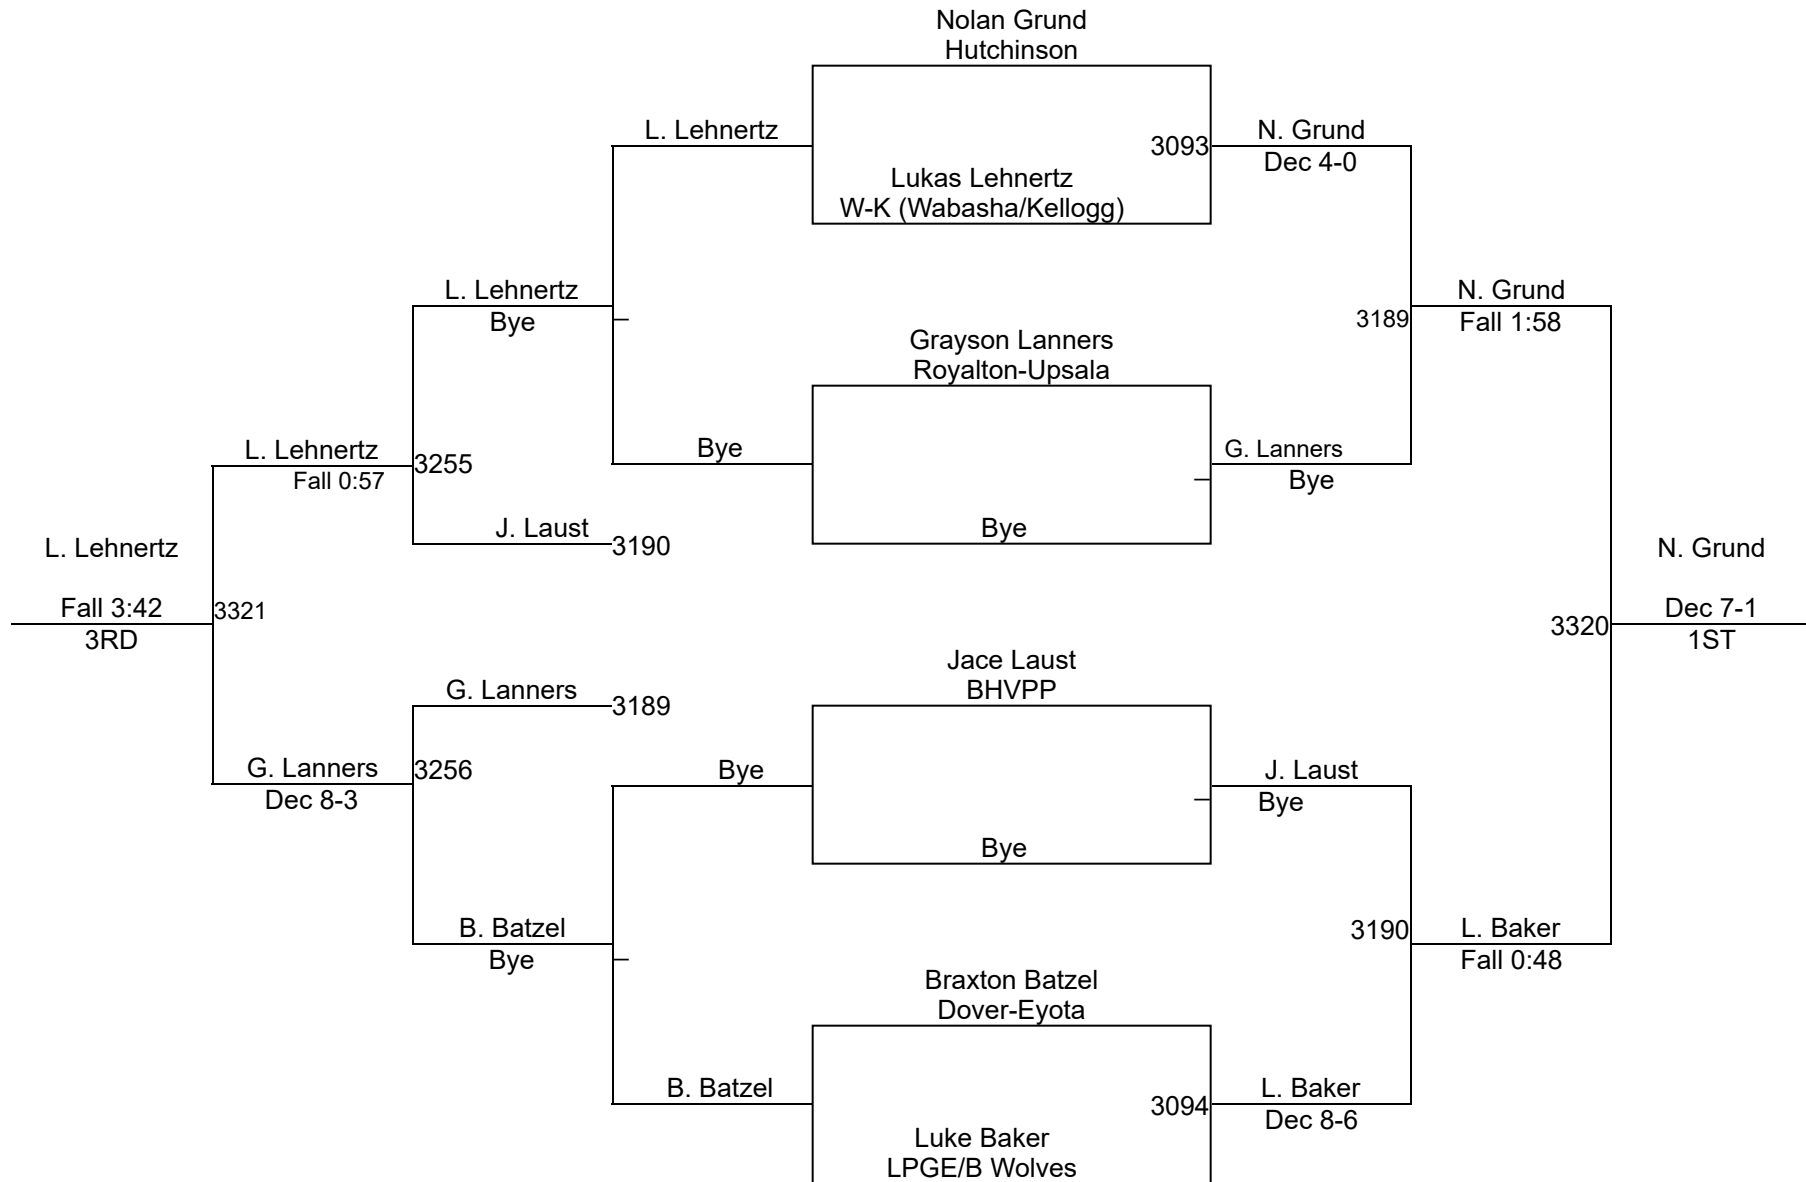 Nolan Grund
Hutchinson
L. Lehnertz
3093
N. Grund
Dec 4-0
Lukas Lehnertz
W-K (Wabasha/Kellogg)
L. Lehnertz
Bye
3189
N. Grund
Fall 1:58
Grayson Lanners
Royalton-Upsala
L. Lehnertz
Fall 0:57
3255
Bye
G. Lanners
Bye
J. Laust
3190
Bye
L. Lehnertz
Fall 3:42
3RD
3321
N. Grund
3320
Dec 7-1
1ST
Jace Laust
BHVPP
G. Lanners
3189
G. Lanners
Dec 8-3
3256
Bye
J. Laust
Bye
Bye
B. Batzel
Bye
3190
L. Baker
Fall 0:48
Braxton Batzel
Dover-Eyota
B. Batzel
3094
L. Baker
Dec 8-6
Luke Baker
LPGE/B Wolves